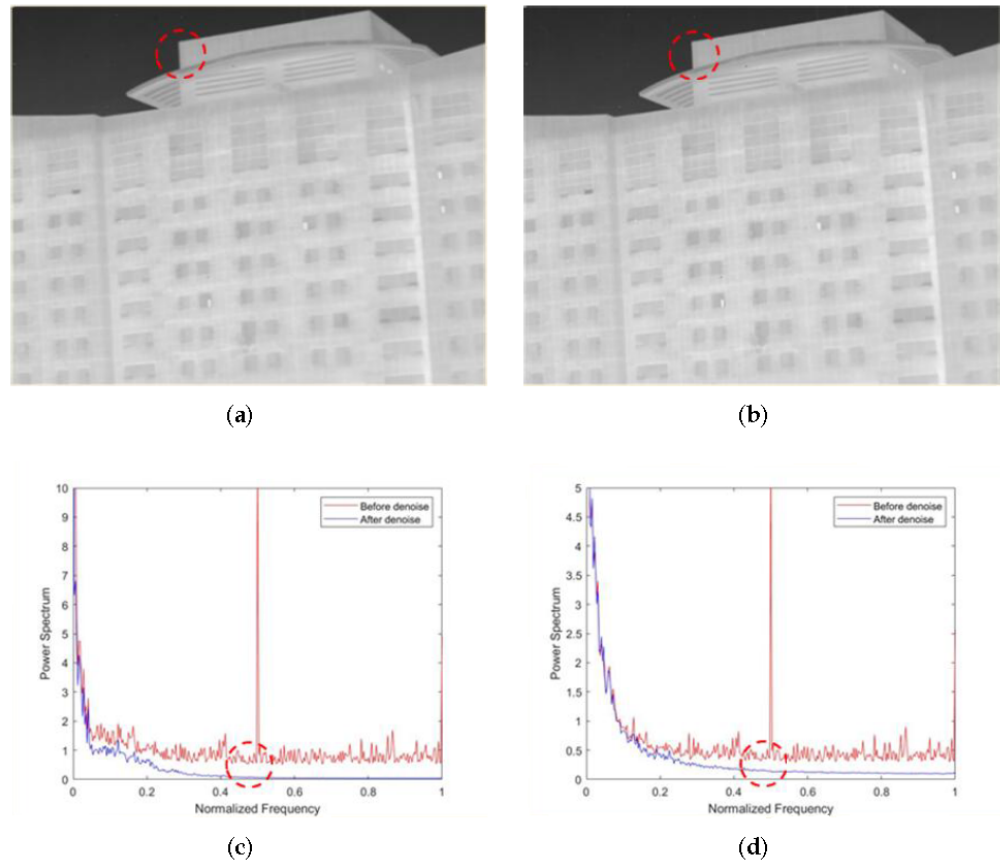 (a)
(b)
10
9
8
7
6
5
4
3
2
1
0
Power Spectrum
0
0.2
0.4
0.6
0.8
1
Normalized Frequency
Before denoise
After denoise
5
4.5
4
3.5
3
2.5
2
1.5
1
0.5
0
Power Spectrum
0
0.2
0.4
0.6
0.8
1
Normalized Frequency
Before denoise
After denoise
(c)
(d)